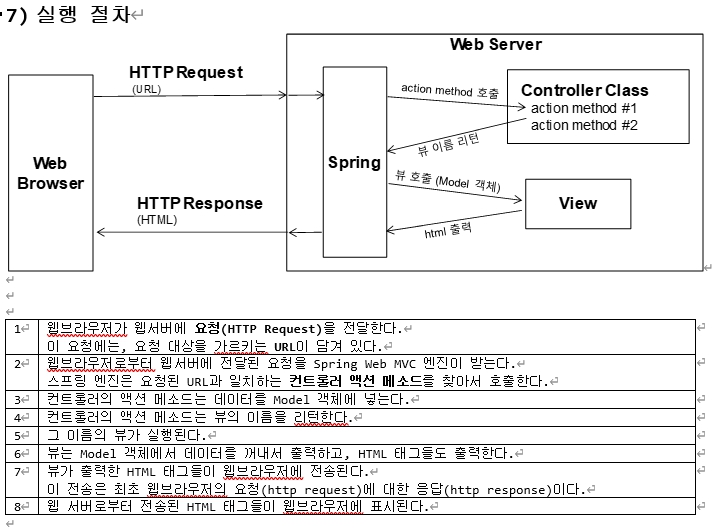 7) 실행 절차
Web Server
HTTP Request
(URL)
action method 호출
Controller Class
action method #1
action method #2
뷰 이름 리턴
Web
Browser
Spring
뷰 호출 (Model 객체)
View
HTTP Response
(HTML)
html 출력
1 웹브라우저가 웹서버에 요청(HTTP Request)을 전달한다.
이 요청에는, 요청 대상을 가르키는 URL이 담겨 있다.
2 웹브라우저로부터 웹서버에 전달된 요청을 Spring Web MVC 엔진이 받는다.
스프링 엔진은 요청된 URL과 일치하는 컨트롤러 액션 메소드를 찾아서 호출한다.
3 컨트롤러의 액션 메소드는 데이터를 Model 객체에 넣는다.
4 컨트롤러의 액션 메소드는 뷰의 이름을 리턴한다.
5 그 이름의 뷰가 실행된다.
6 뷰는 Model 객체에서 데이터를 꺼내서 출력하고, HTML 태그들도 출력한다.
7 뷰가 출력한 HTML 태그들이 웹브라우저에 전송된다.
이 전송은 최초 웹브라우저의 요청(http request)에 대한 응답(http response)이다.
8 웹 서버로부터 전송된 HTML 태그들이 웹브라우저에 표시된다.